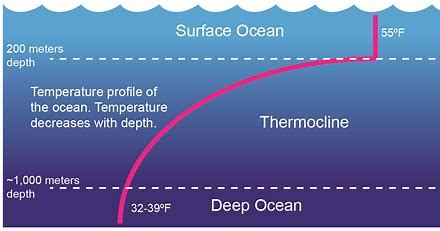 Surface Ocean
55ºF
200 meters
depth
Temperature profile
of the ocean. Temperature
decreases with depth.
Thermocline
~1,000 meters
depth
32-39ºF
Deep Ocean